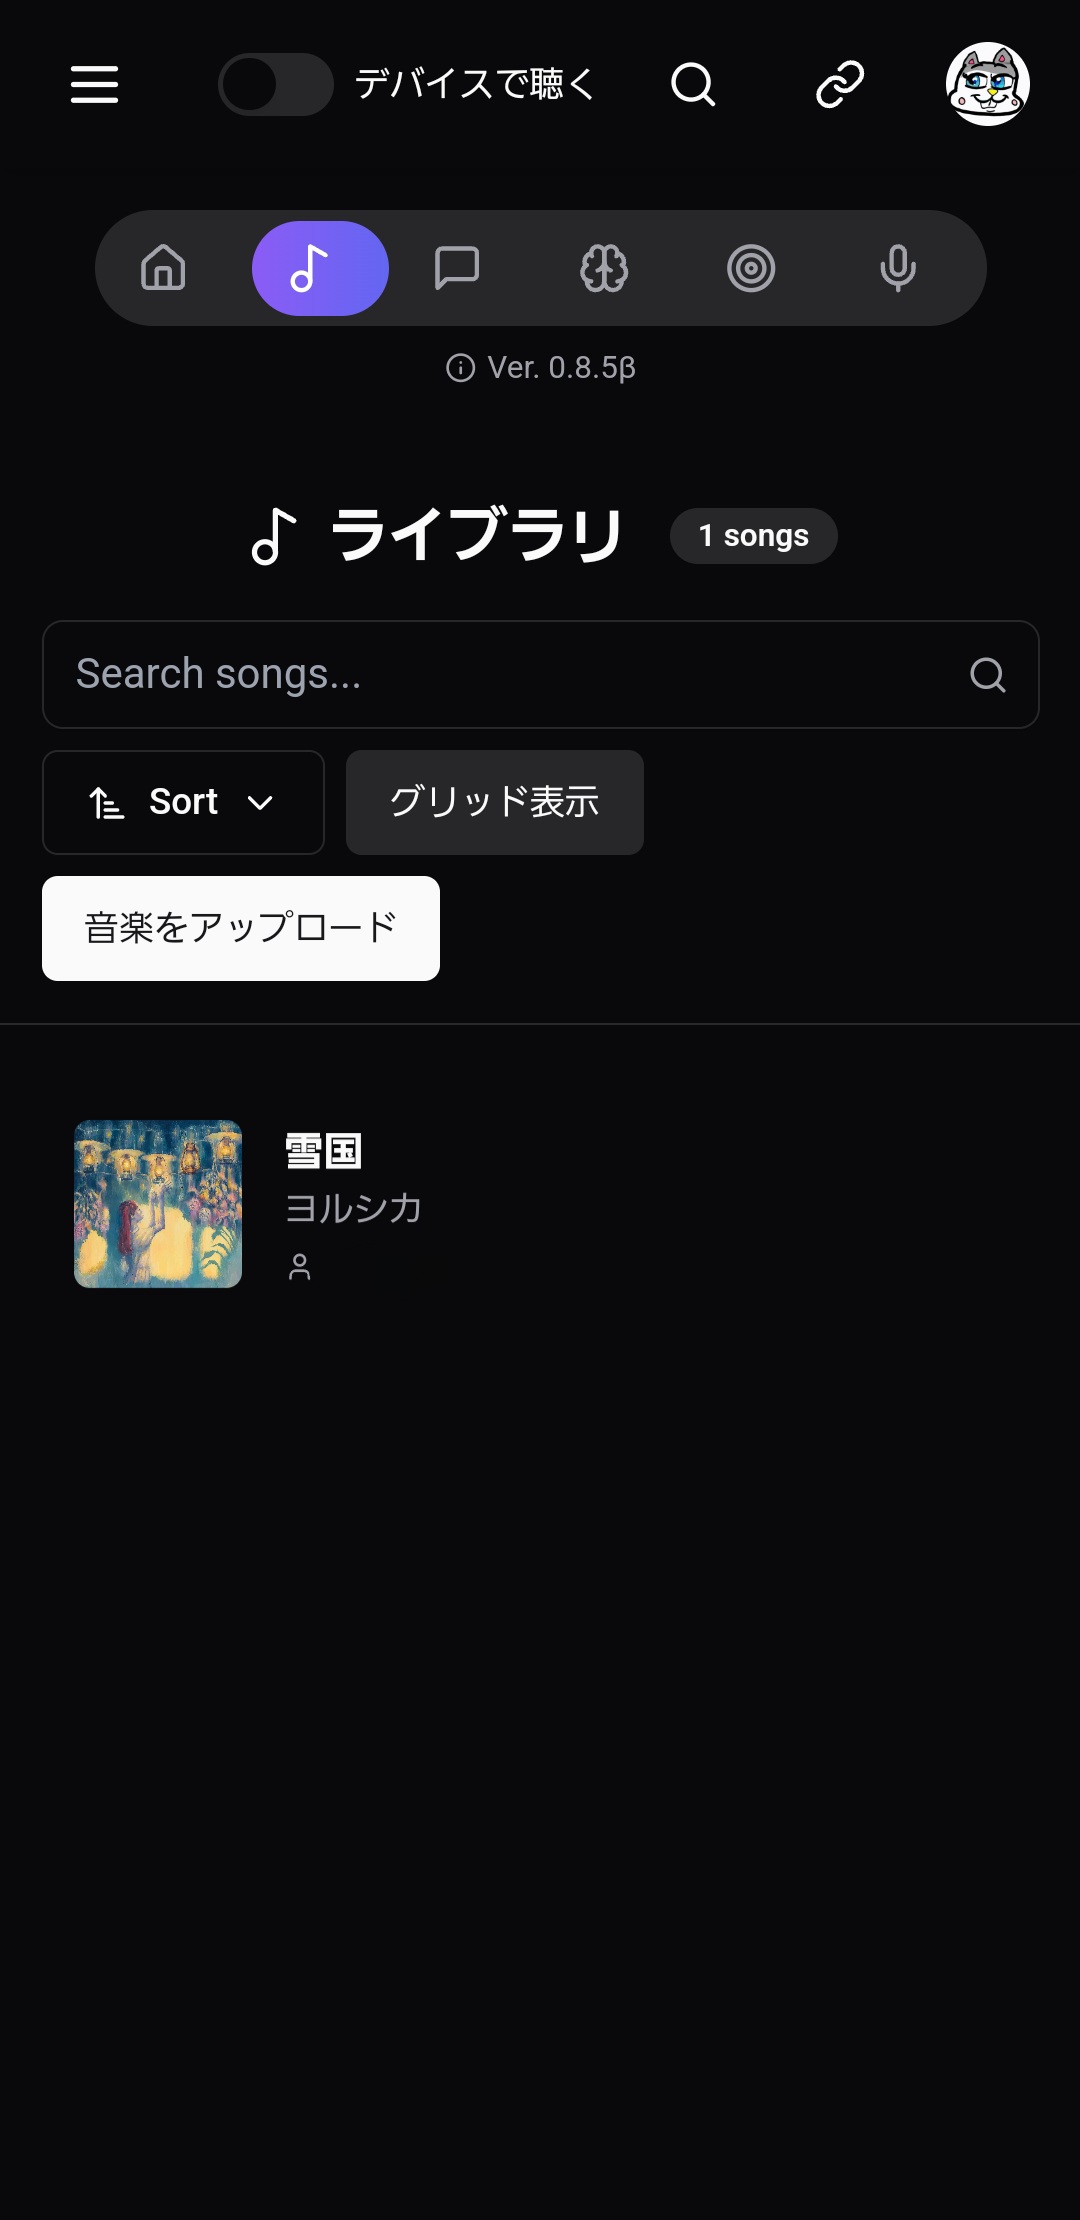 デバイスで聴く
Ver. 0.8.5β
ライブラリ
1 songs
Search songs...
Sort
グリッド表示
音楽をアップロード
雪国
ヨルシカ